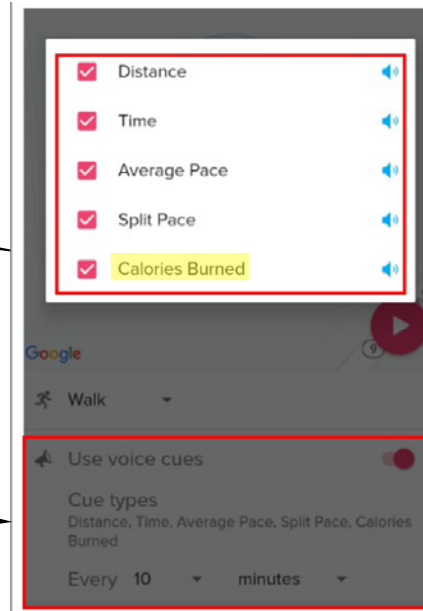 Distance
Time
Average Pace
Split Pace
Calories Burned
Google
9
Walk
Use voice cues
Cue types
Distance, Time, Average Pace, Split Pace, Calories
Burned
Every 10 minutes